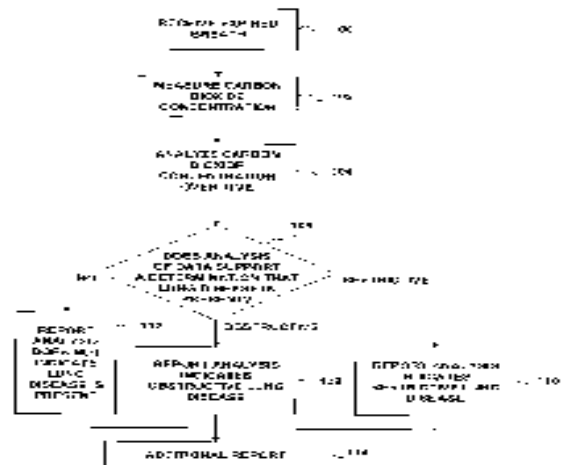 RECEIVE EXPIRED
BREATH
MEASURE CARBON
DIOXIDE
CONCENTRATION
ANALYZE CARBON
DIOXIDE
CONCENTRATION
OVER TIME
DOES ANALYSIS
OF DATA SUPPORT
A DETERMINATION THAT
LUNG DISEASE IS
PRESENT?
RESTRICTIVE
OBSTRUCTIVE
REPORT
ANALYSIS
DOES NOT
INDICATE
LUNG
DISEASE IS
PRESENT
REPORT ANALYSIS
INDICATES
OBSTRUCTIVE LUNG
DISEASE
REPORT ANALYSIS
INDICATES
RESTRICTIVE LUNG
DISEASE
110
ADDITIONAL REPORT